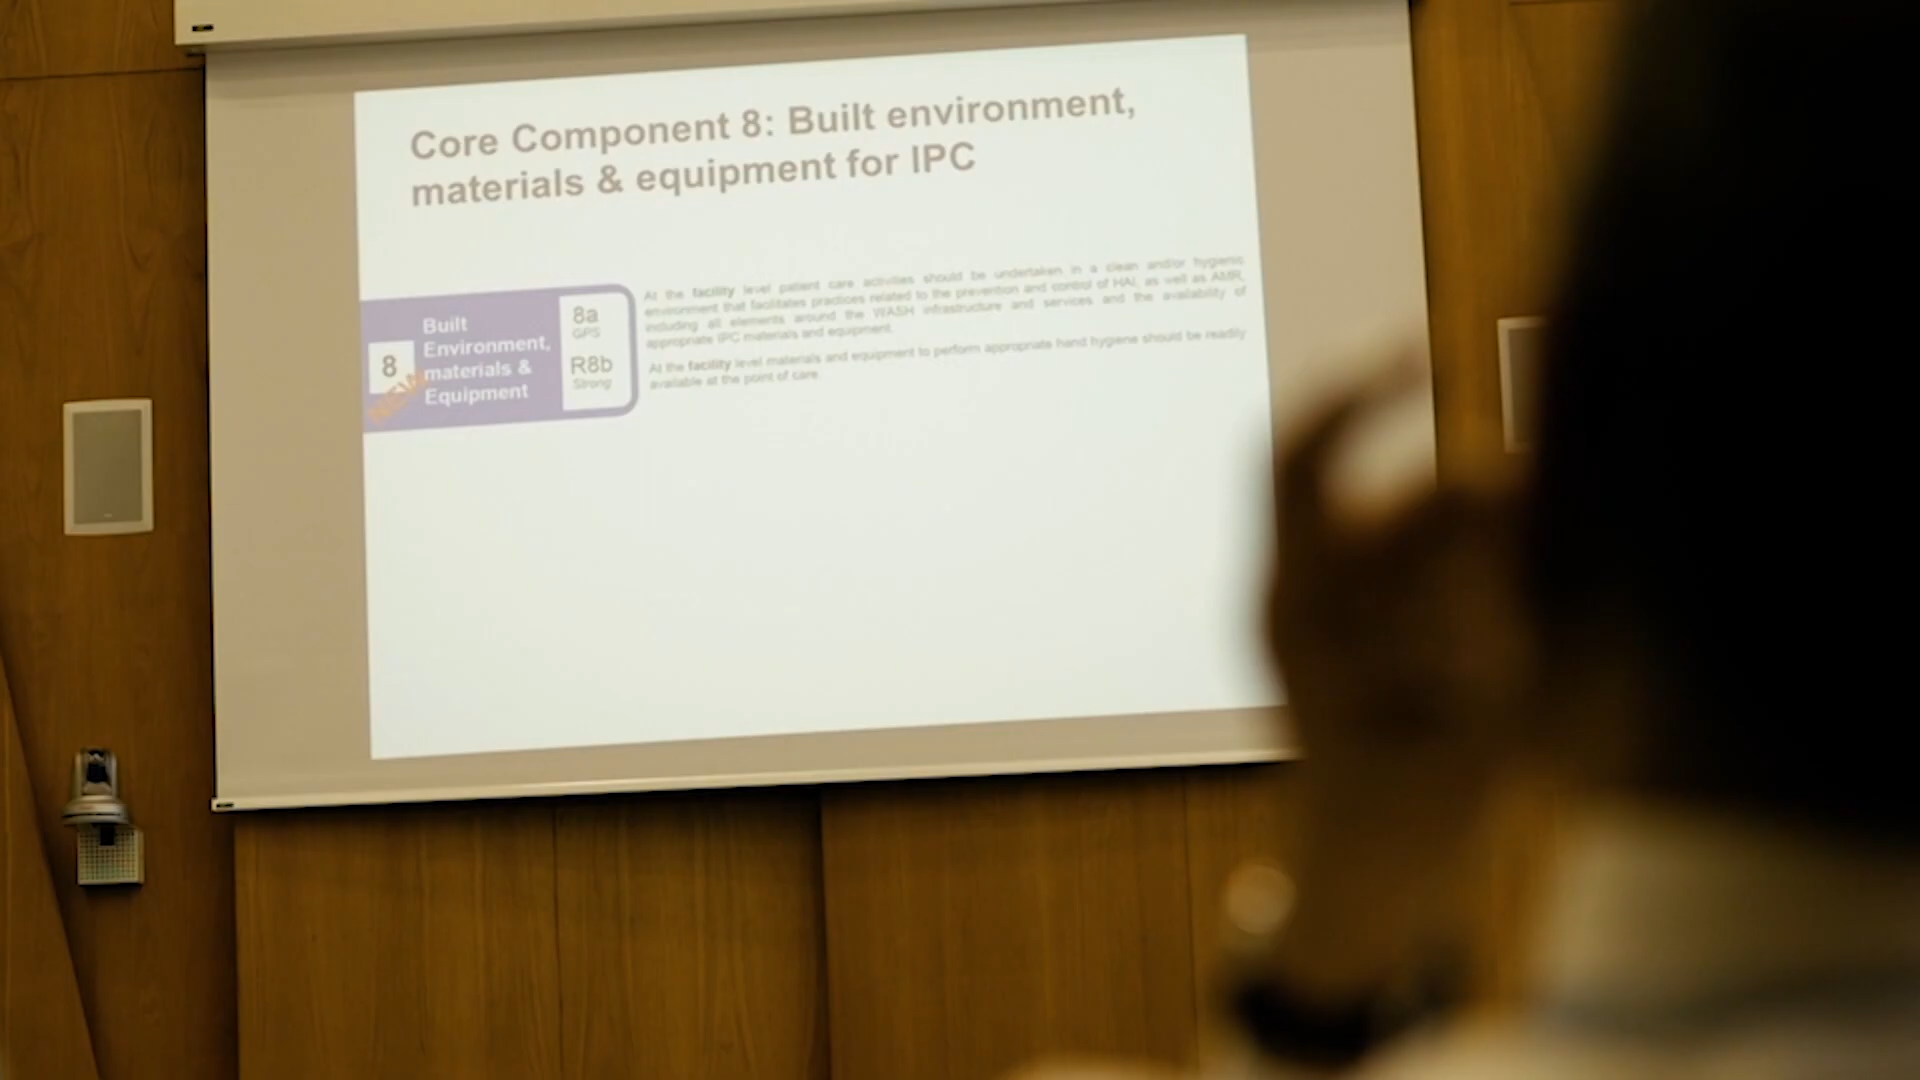 Core Component 8: Built environment,
materials & equipment for IPC
8
NEW
Built
Environment,
materials &
Equipment
8a
GPS
R8b
Strong
At the facility level patient care activities should be undertaken in a clean and/or hygienic
environment that facilitates practices related to the prevention and control of HAI, as well as AMR,
including all elements around the WASH infrastructure and services and the availability of
appropriate IPC materials and equipment.
At the facility level materials and equipment to perform appropriate hand hygiene should be readily
available at the point of care.